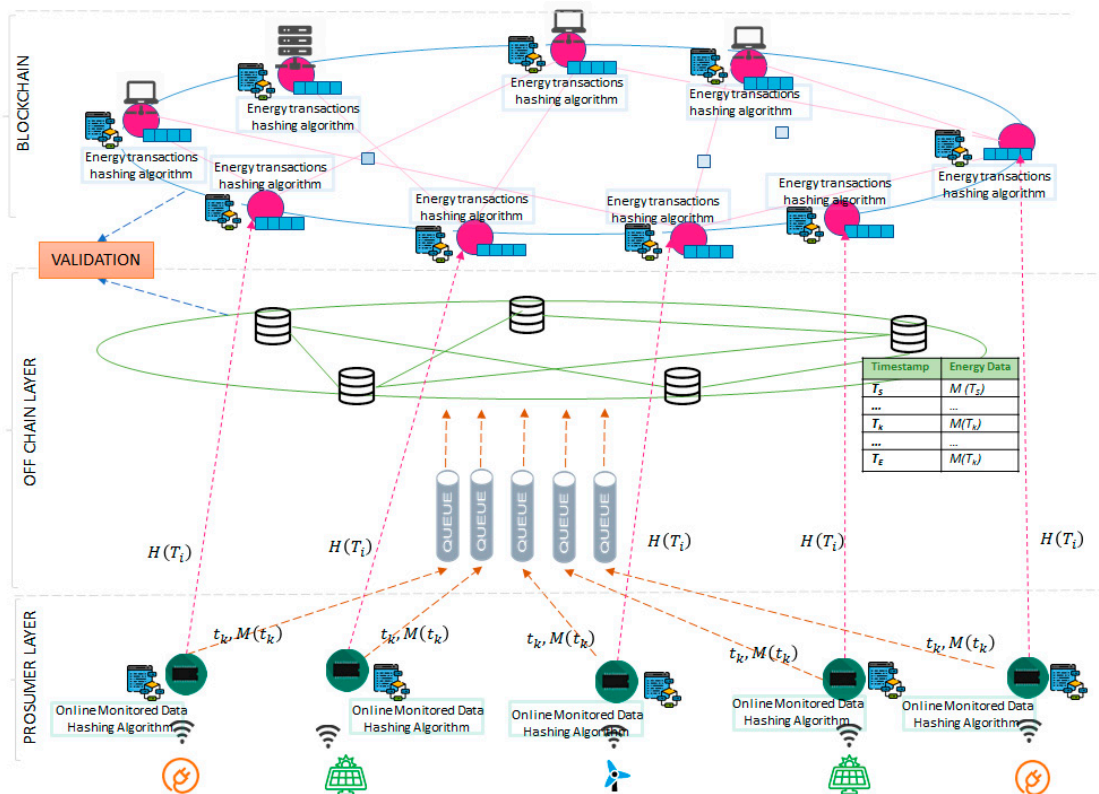 BLOCKCHAIN
Energy transactions
hashing algorithm
Energy transactions
hashing algorithm
Energy transactions
hashing algorithm
Energy transactions
hashing algorithm
Energy transactions
hashing algorithm
Energy transactions
hashing algorithm
Energy transactions
hashing algorithm
Energy transactions
hashing algorithm
Energy transactions
hashing algorithm
VALIDATION
OFF CHAIN LAYER
Timestamp Energy Data
T_S M (T_S)
... ...
T_k M(T_k)
... ...
T_E M(T_k)
QUEUE
QUEUE
QUEUE
QUEUE
QUEUE
H(T_i)
H(T_i)
H(T_i)
H(T_i)
H(T_i)
PROSUMER LAYER
t_k, M(t_k)
t_k, M(t_k)
t_k, M(t_k)
t_k, M(t_k)
t_k, M(t_k)
Online Monitored Data
Hashing Algorithm
Online Monitored Data
Hashing Algorithm
Online Monitored Data
Hashing Algorithm
Online Monitored Data
Hashing Algorithm
Online Monitored Data
Hashing Algorithm